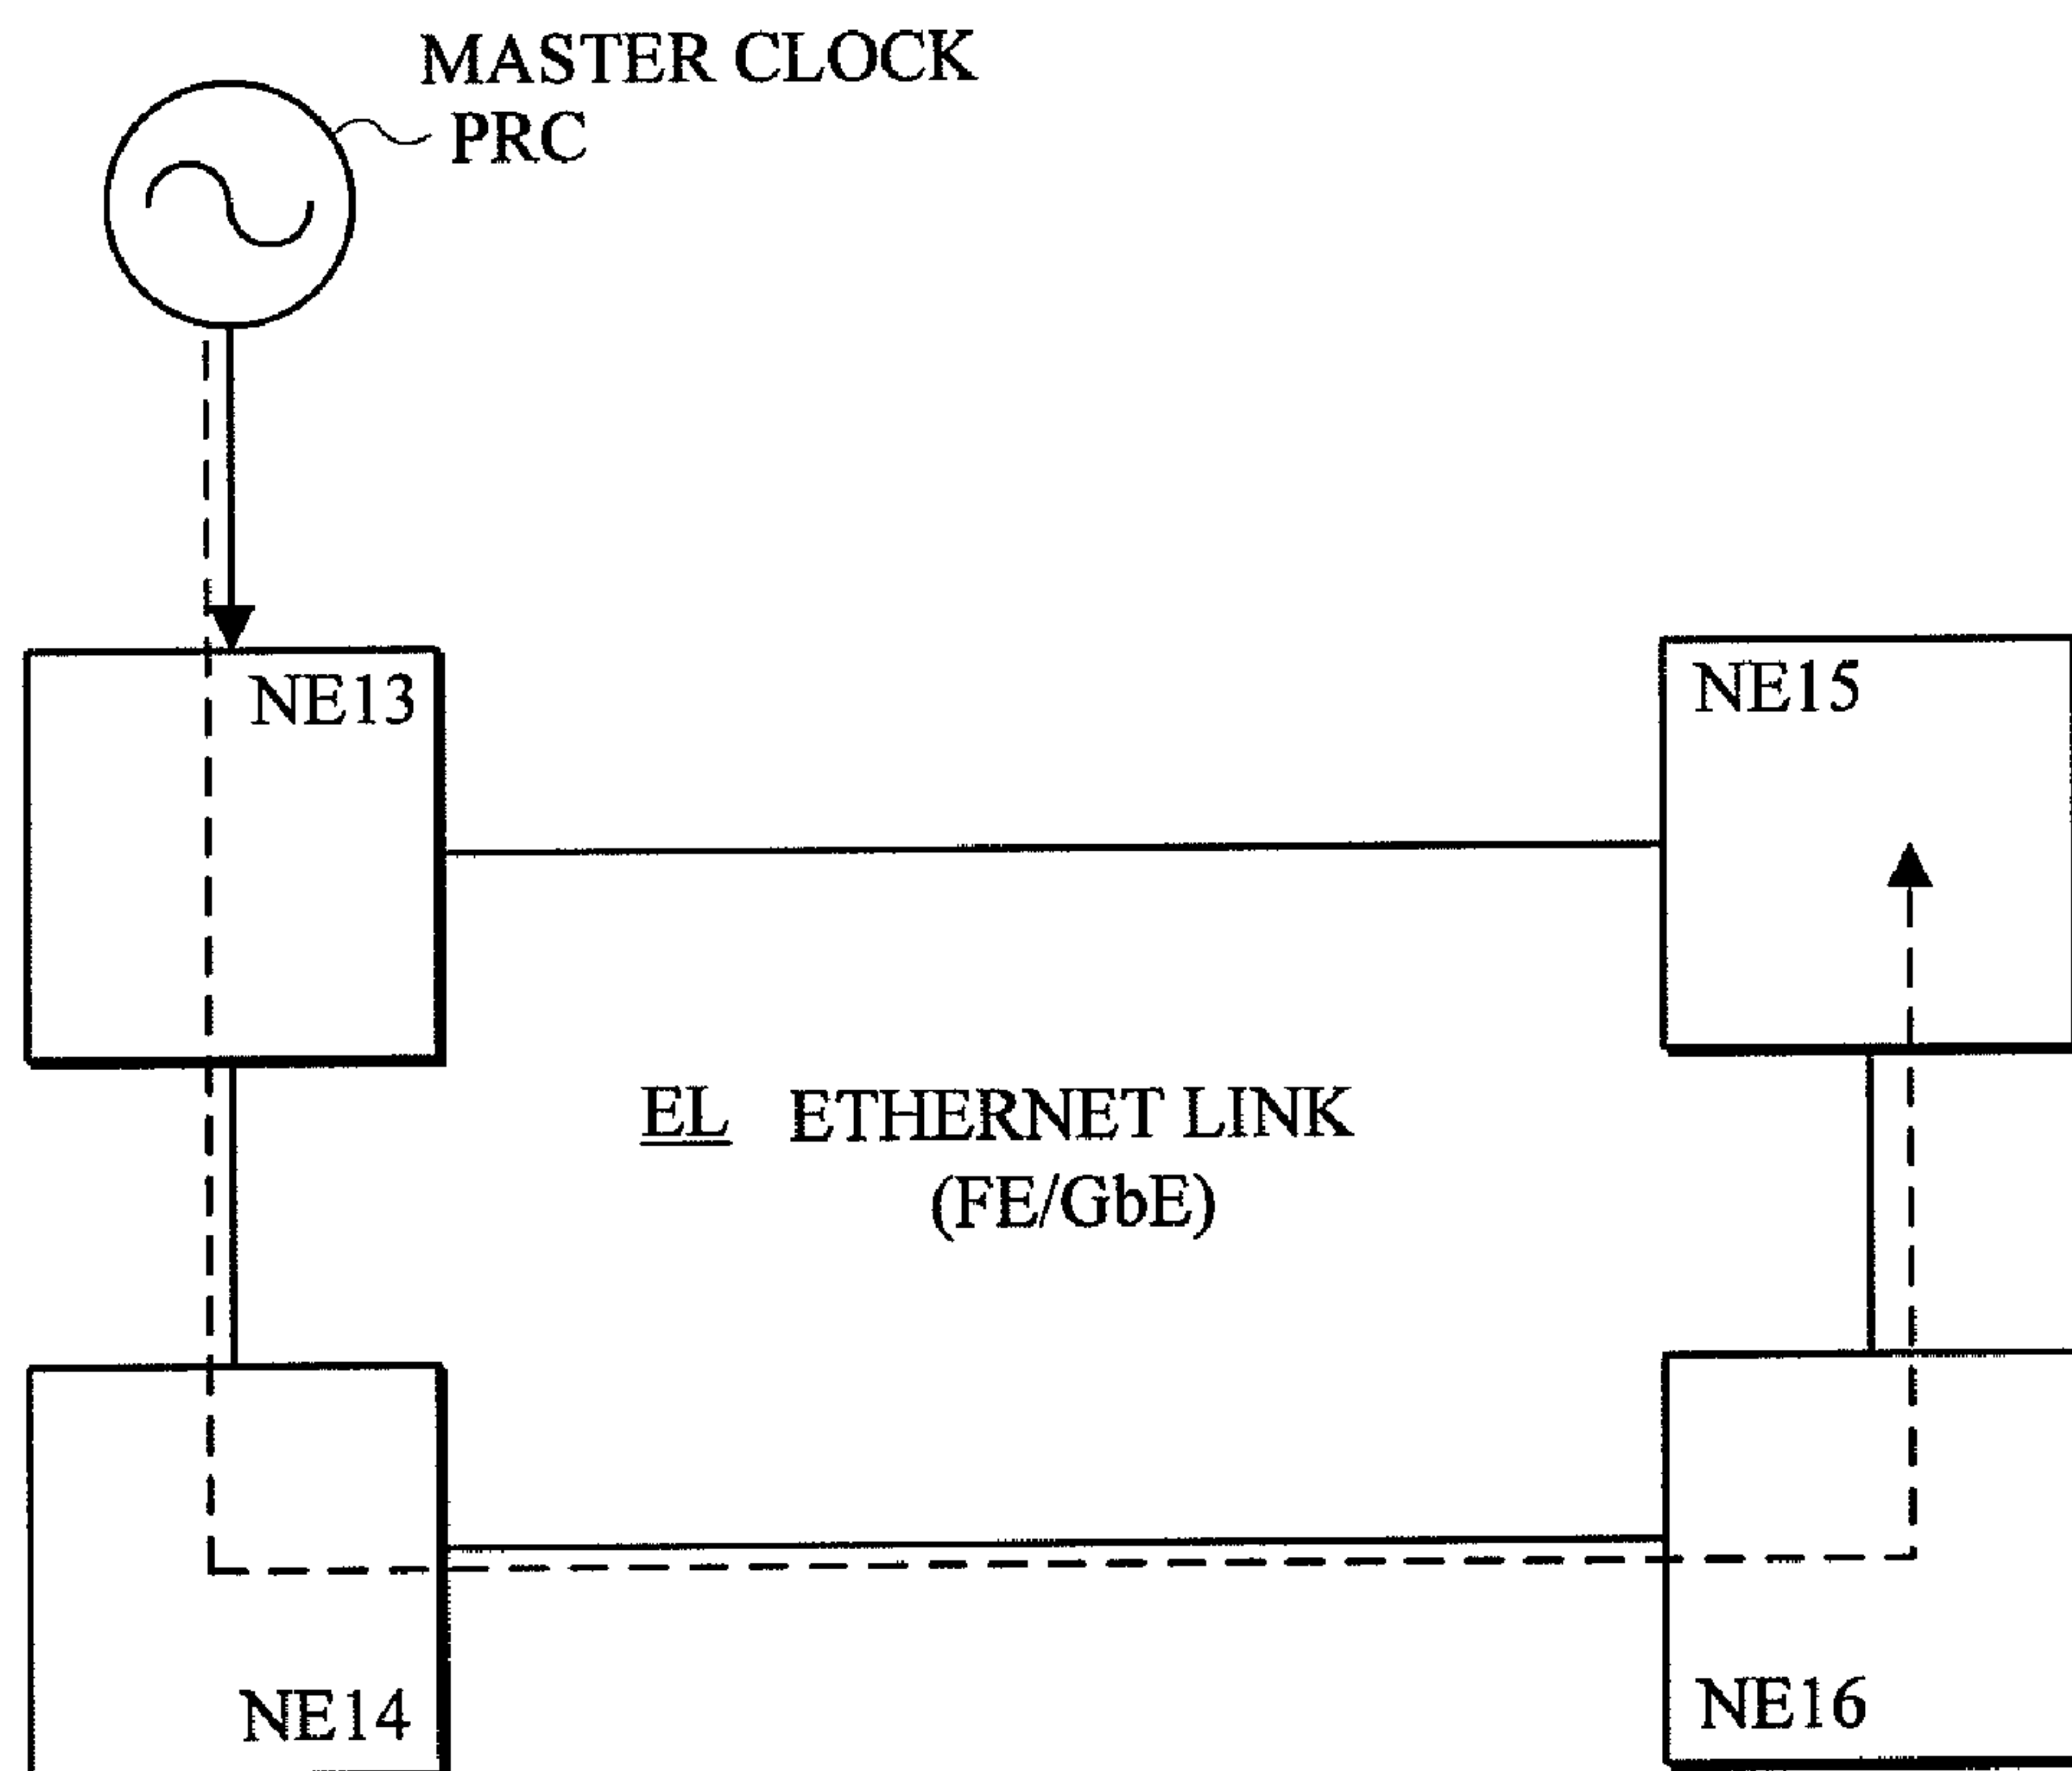 MASTER CLOCK
PRC
NE13
NE15
EL ETHERNET LINK
(FE/GbE)
NE14
NE16